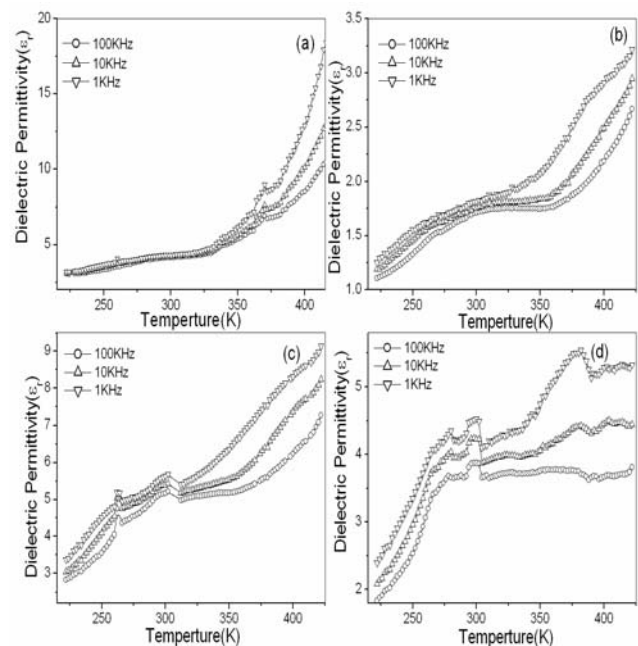 (a)
100KHz
10KHz
1KHz
20
15
10
5
250 300 350 400
Temperture(K)
Dielectric Permittivity(εr)
(b)
100KHz
10KHz
1KHz
3.5
3.0
2.5
2.0
1.5
1.0
250 300 350 400
Temperture(K)
Dielectric Permittivity(εr)
(c)
100KHz
10KHz
1KHz
9
8
7
6
5
4
3
2
250 300 350 400
Temperture(K)
Dielectric Permittivity(εr)
(d)
100KHz
10KHz
1KHz
5
4
3
2
250 300 350 400
Temperture(K)
Dielectric Permittivity(εr)